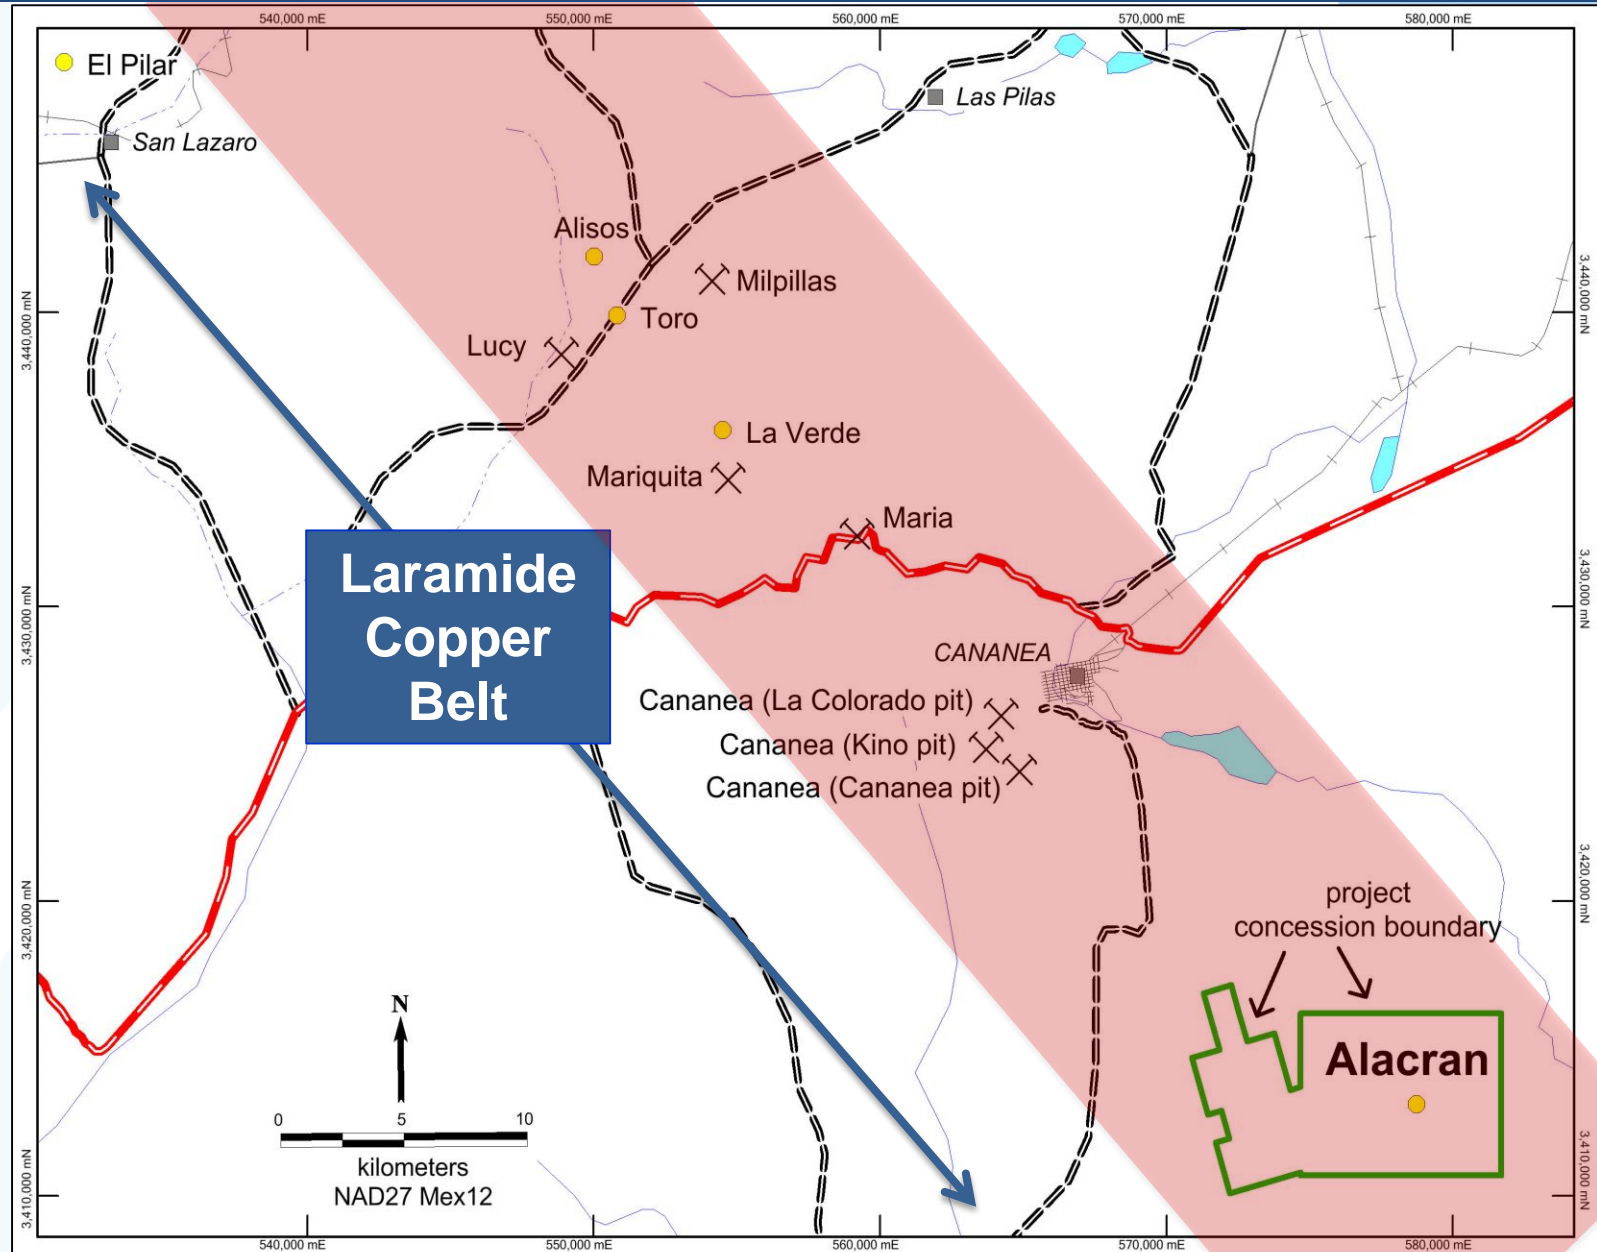 540,000 mE
550,000 mE
560,000 mE
570,000 mE
580,000 mE
El Pilar
San Lazaro
Las Pilas
Alisos
Milpillas
Toro
Lucy
3,440,000 mN
3,440,000 mN
La Verde
Mariquita
Maria
Laramide
Copper
Belt
3,430,000 mN
3,430,000 mN
CANANEA
Cananea (La Colorado pit)
Cananea (Kino pit)
Cananea (Cananea pit)
3,420,000 mN
3,420,000 mN
project
concession boundary
N
Alacran
0 5 10
kilometers
NAD27 Mex12
3,410,000 mN
3,410,000 mN
540,000 mE
550,000 mE
560,000 mE
570,000 mE
580,000 mE